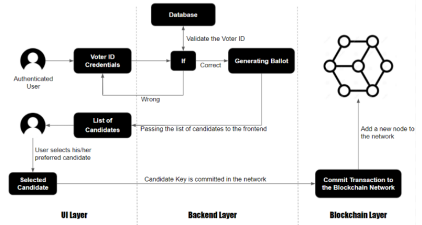 Database
Validate the Voter ID
Voter ID
Credentials
If
Generating Ballot
Correct
Authenticated
User
Wrong
List of
Candidates
Passing the list of candidates to the frontend
Add a new node to
the network
User selects his/her
preferred candidate
Selected
Candidate
Candidate Key is committed in the network
Commit Transaction to
the Blockchain Network
UI Layer
Backend Layer
Blockchain Layer